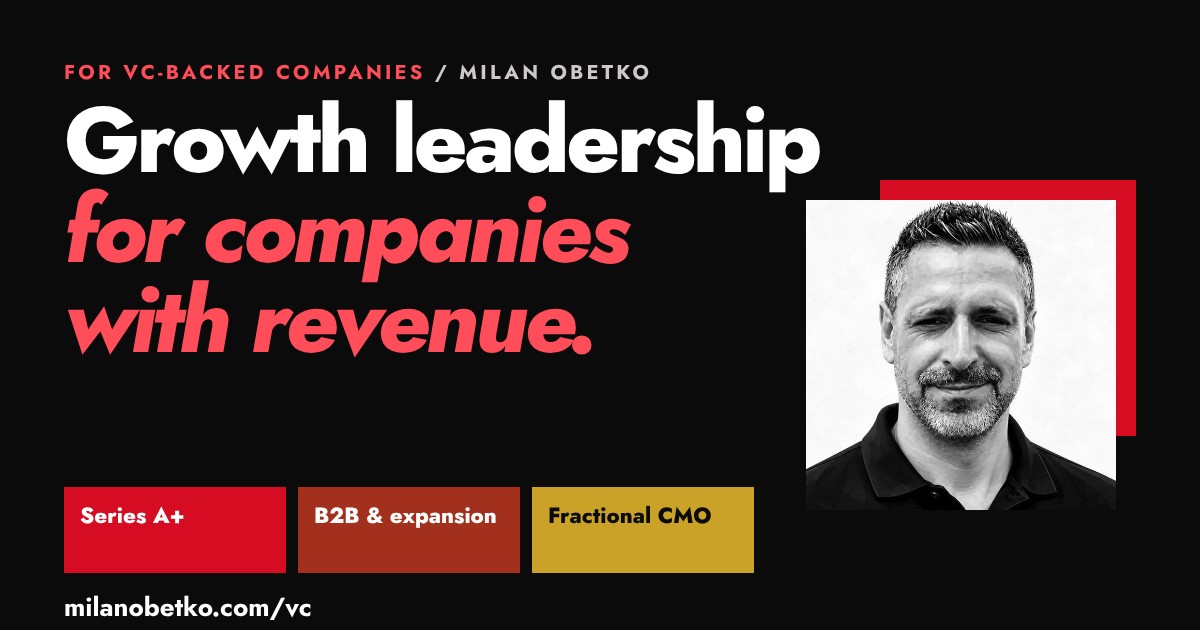 FOR VC-BACKED COMPANIES / MILAN OBETKO
Growth leadership
for companies
with revenue.
Series A+
B2B & expansion
Fractional CMO
milanobetko.com/vc